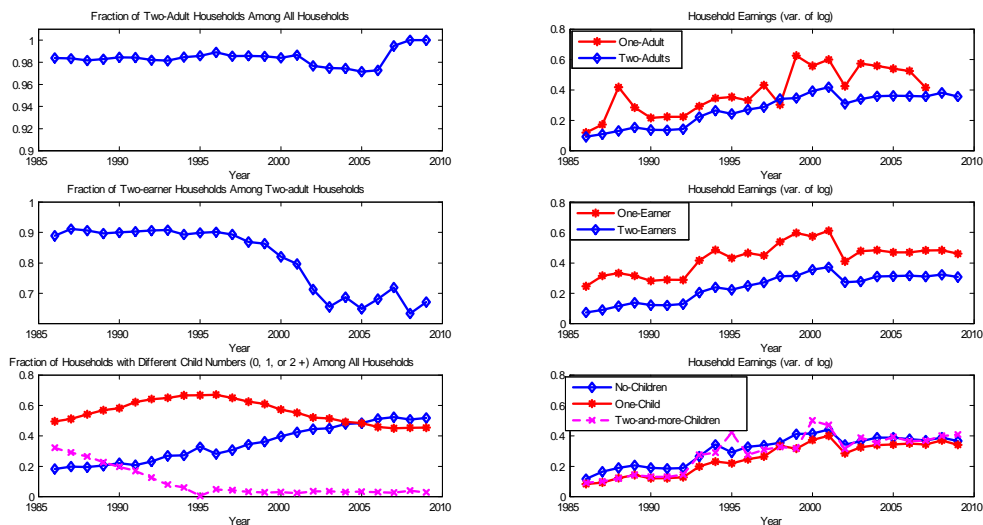 Fraction of Two-Adult Households Among All Households
1
0.98
0.96
0.94
0.92
0.9
1985 1990 1995 2000 2005 2010
Year
Household Earnings (var. of log)
0.8
0.6
0.4
0.2
0
One-Adult
Two-Adults
1985 1990 1995 2000 2005 2010
Year
Fraction of Two-earner Households Among Two-adult Households
1
0.9
0.8
0.7
1985 1990 1995 2000 2005 2010
Year
Household Earnings (var. of log)
0.8
0.6
0.4
0.2
0
One-Earner
Two-Earners
1985 1990 1995 2000 2005 2010
Year
Fraction of Households with Different Child Numbers (0, 1, or 2 +) Among All Households
0.8
0.6
0.4
0.2
0
1985 1990 1995 2000 2005 2010
Year
Household Earnings (var. of log)
0.8
0.6
0.4
0.2
0
No-Children
One-Child
Two-and-more-Children
1985 1990 1995 2000 2005 2010
Year